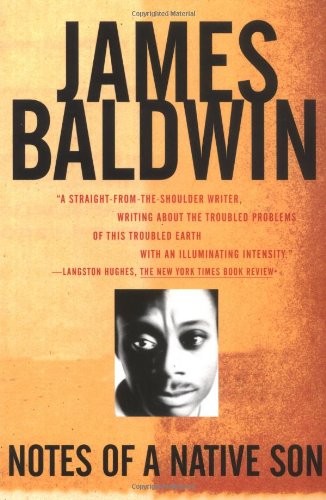 JAMES
BALDWIN
"A STRAIGHT-FROM-THE-SHOULDER WRITER,
WRITING ABOUT THE TROUBLED PROBLEMS
OF THIS TROUBLED EARTH
WITH AN ILLUMINATING INTENSITY."
—LANGSTON HUGHES, THE NEW YORK TIMES BOOK REVIEW
NOTES OF A NATIVE SON